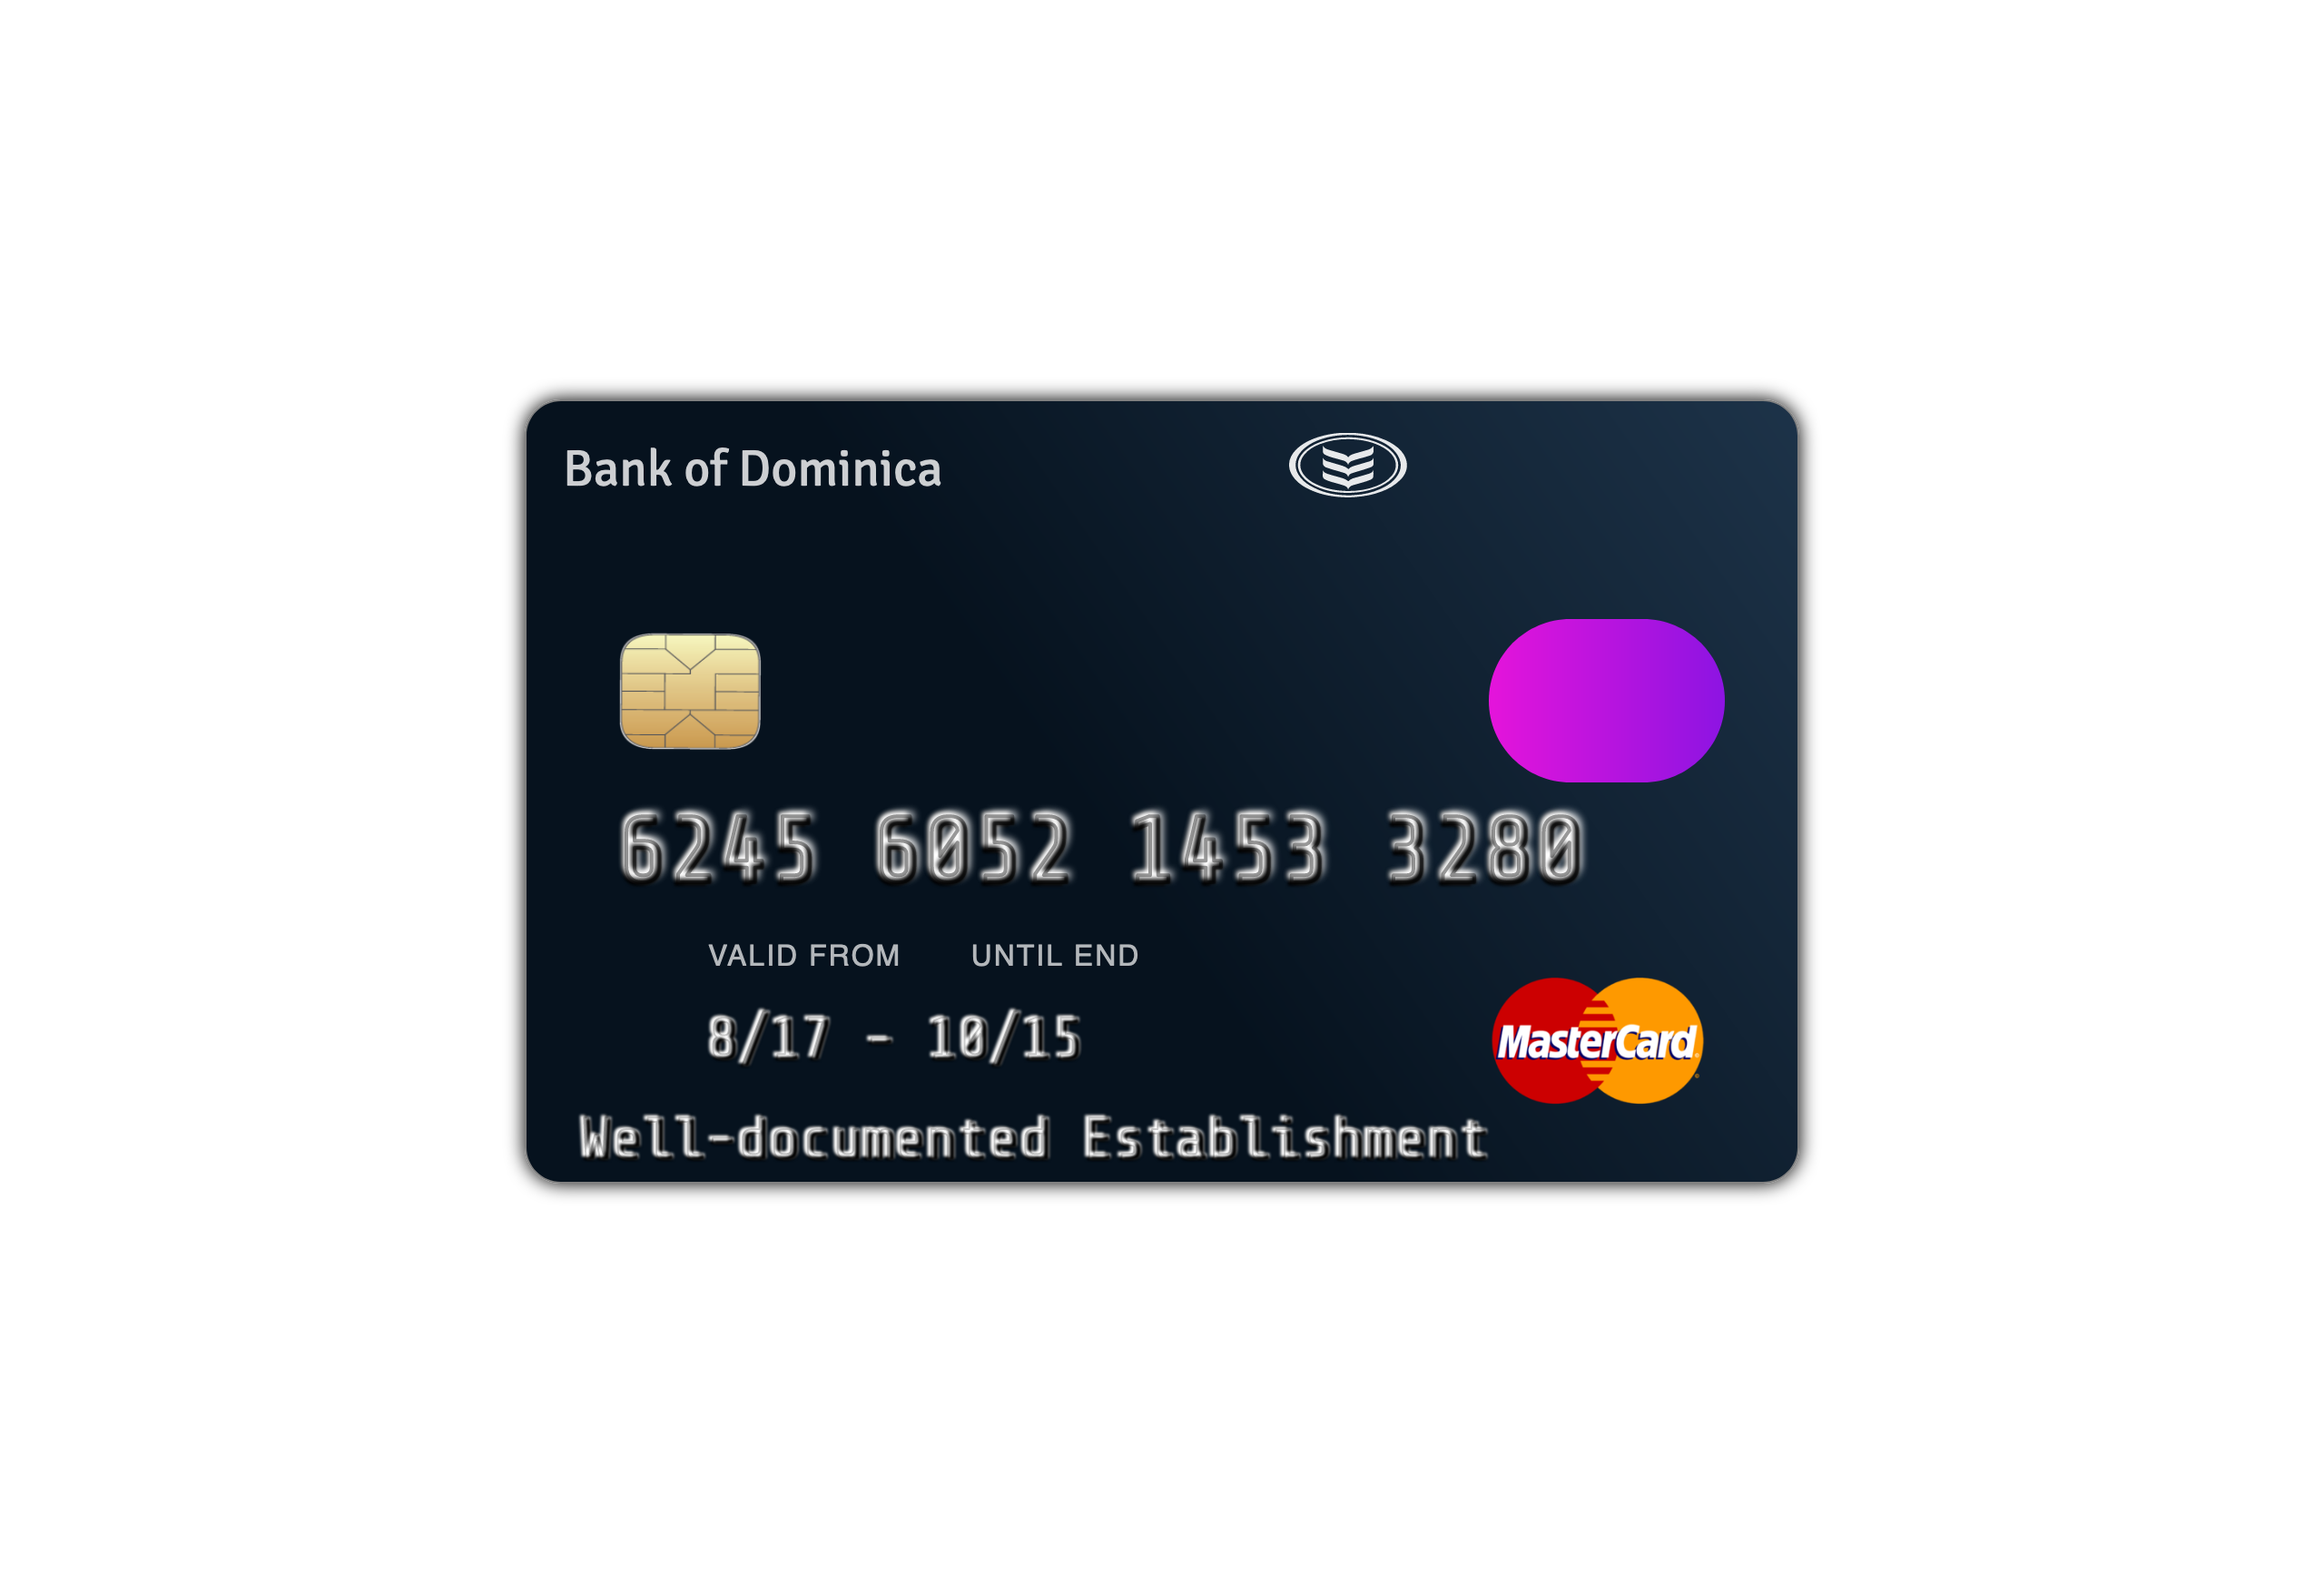 Bank of Dominica
6245 6052 1453 3280
VALID FROM UNTIL END
8/17 - 10/15
MasterCard
Well-documented Establishment